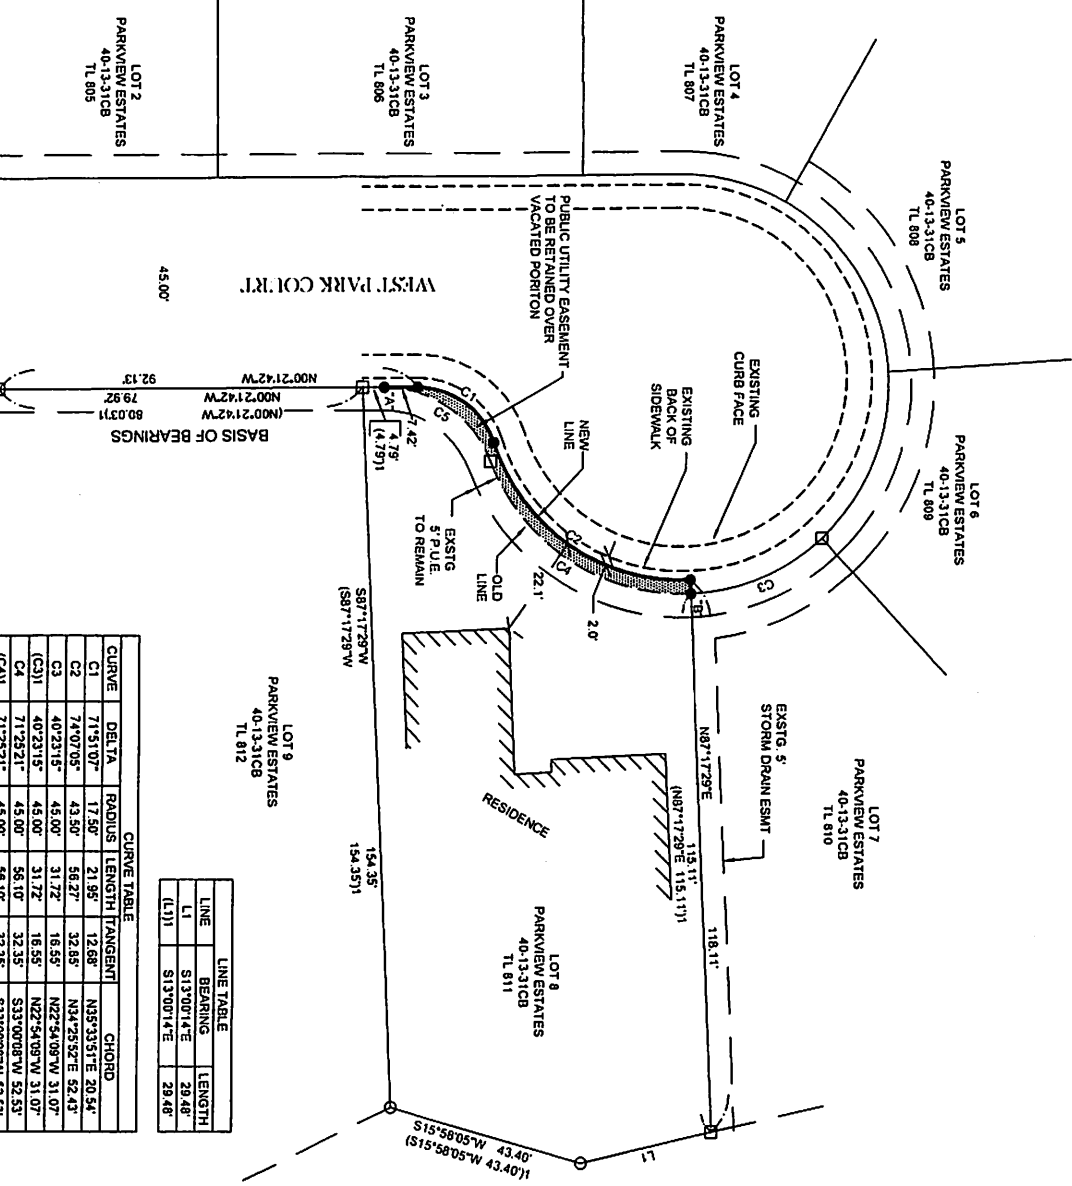 LOT 2
PARKVIEW ESTATES
40-13-31CB
TL 805
LOT 3
PARKVIEW ESTATES
40-13-31CB
TL 806
LOT 4
PARKVIEW ESTATES
40-13-31CB
TL 807
LOT 5
PARKVIEW ESTATES
40-13-31CB
TL 808
LOT 6
PARKVIEW ESTATES
40-13-31CB
TL 809
LOT 7
PARKVIEW ESTATES
40-13-31CB
TL 810
LOT 8
PARKVIEW ESTATES
40-13-31CB
TL 811
LOT 9
PARKVIEW ESTATES
40-13-31CB
TL 812
WEST PARK COURT
45.00'
PUBLIC UTILITY EASEMENT
TO BE RETAINED OVER
VACATED PORITON
EXISTING
CURB FACE
EXISTING
BACK OF
SIDEWALK
NEW
LINE
OLD
LINE
EXSTG
5' P.U.E.
TO REMAIN
C1
C5
C2
C4
C3
"A"
"B"
7.42'
4.79'
(4.79')1
22.1'
2.0'
N00°21'42"W
92.13'
N00°21'42"W
79.92'
(N00°21'42"W
80.03')1
BASIS OF BEARINGS
S87°17'29"W
(S87°17'29"W
154.35'
154.35')1
N87°17'29"E
115.11'
(N87°17'29"E 115.11')1
118.11'
EXSTG. 5'
STORM DRAIN ESMT
RESIDENCE
S15°58'05"W 43.40'
(S15°58'05"W 43.40')1
L1
LINE TABLE
LINE BEARING LENGTH
L1 S13°00'14"E 29.48'
(L1)1 S13°00'14"E 29.48'
CURVE TABLE
CURVE DELTA RADIUS LENGTH TANGENT CHORD
C1 71°51'07" 17.50' 21.95' 12.68' N35°33'51"E 20.54'
C2 74°07'05" 43.50' 56.27' 32.85' N34°25'52"E 52.43'
C3 40°23'15" 45.00' 31.72' 16.55' N22°54'09"W 31.07'
(C3)1 40°23'15" 45.00' 31.72' 16.55' N22°54'09"W 31.07'
C4 71°25'21" 45.00' 56.10' 32.35' S33°00'08"W 52.53'
(C4)1 71°25'21" 45.00' 56.10'